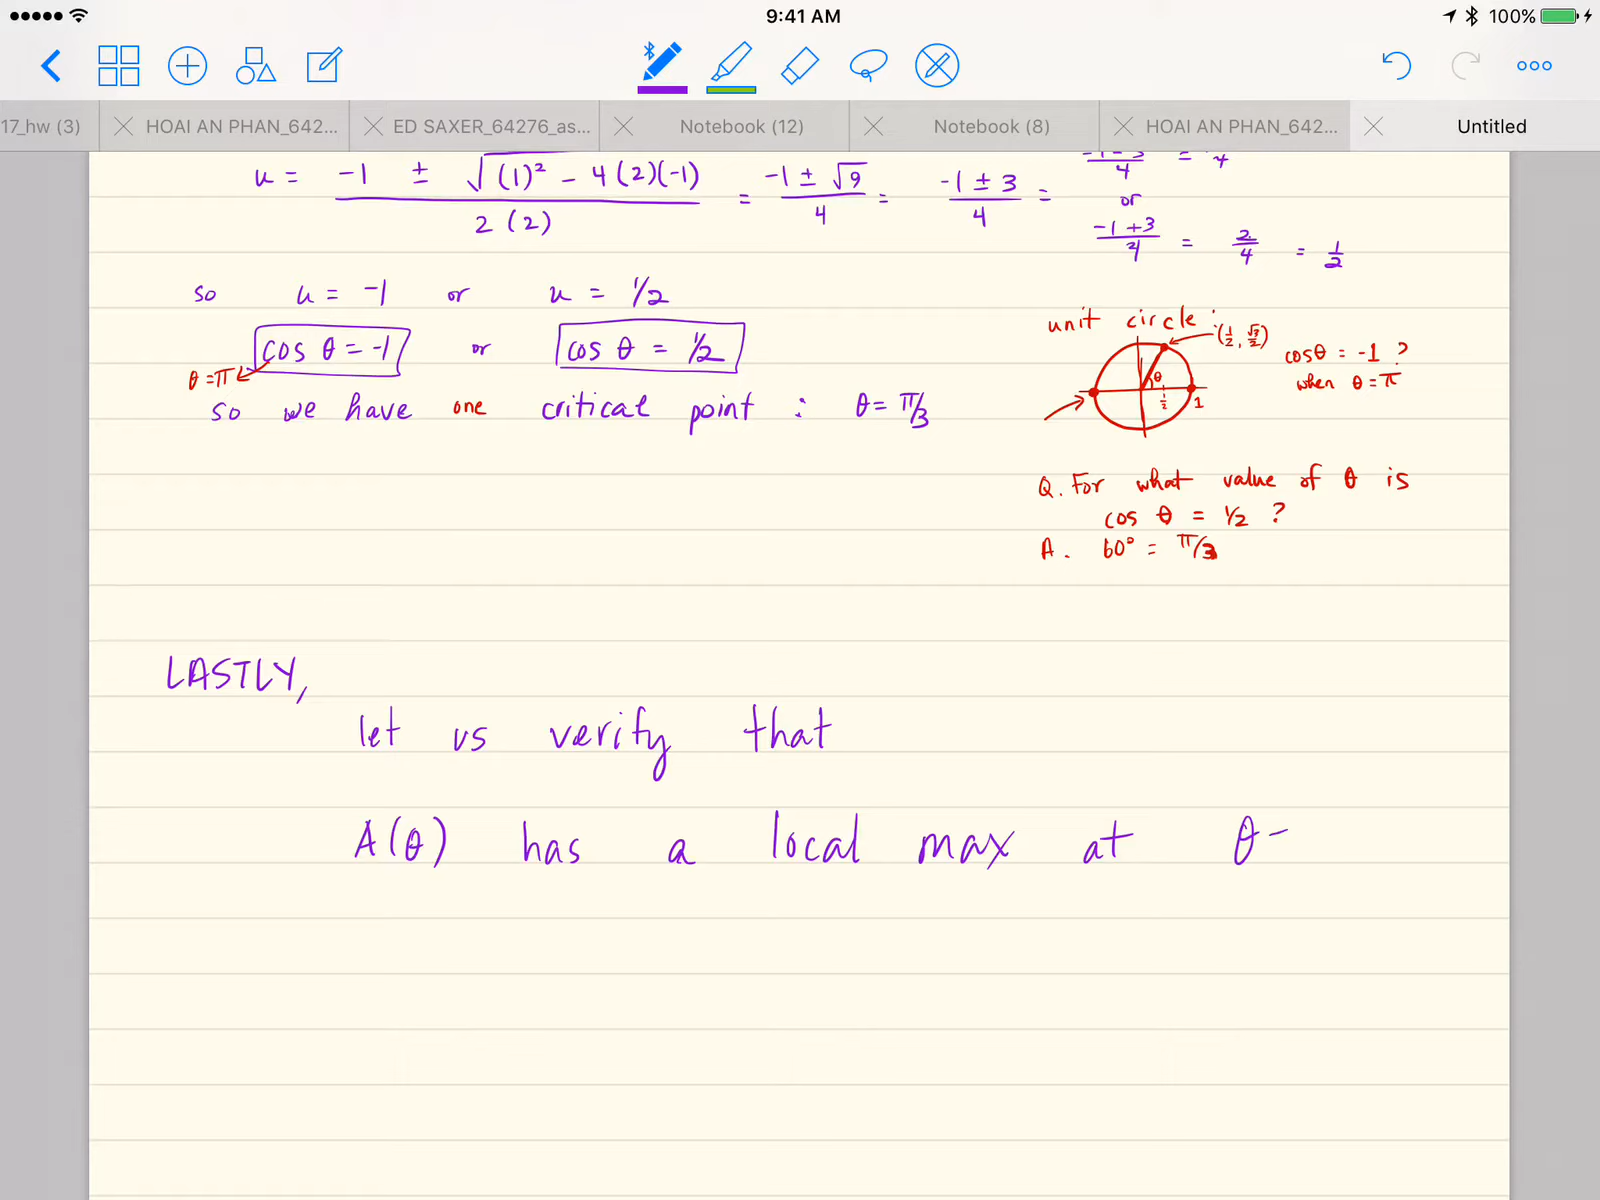 9:41 AM
100%
17_hw (3)
HOAI AN PHAN_642...
ED SAXER_64276_as...
Notebook (12)
Notebook (8)
HOAI AN PHAN_642...
Untitled
u = -1 ± √(1)² - 4(2)(-1) / 2(2) = -1 ± √9 / 4 = -1 ± 3 / 4 =
or
-1+3 / 4 = 2/4 = 1/2
so u = -1 or u = 1/2
cos θ = -1 or cos θ = 1/2
θ = π
so we have one critical point : θ = π/3
unit circle :
(1/2, √3/2)
θ
1/2
1
cosθ = -1 ?
when θ = π
Q. For what value of θ is
cos θ = 1/2 ?
A. 60° = π/3
LASTLY,
let us verify that
A(θ) has a local max at θ -